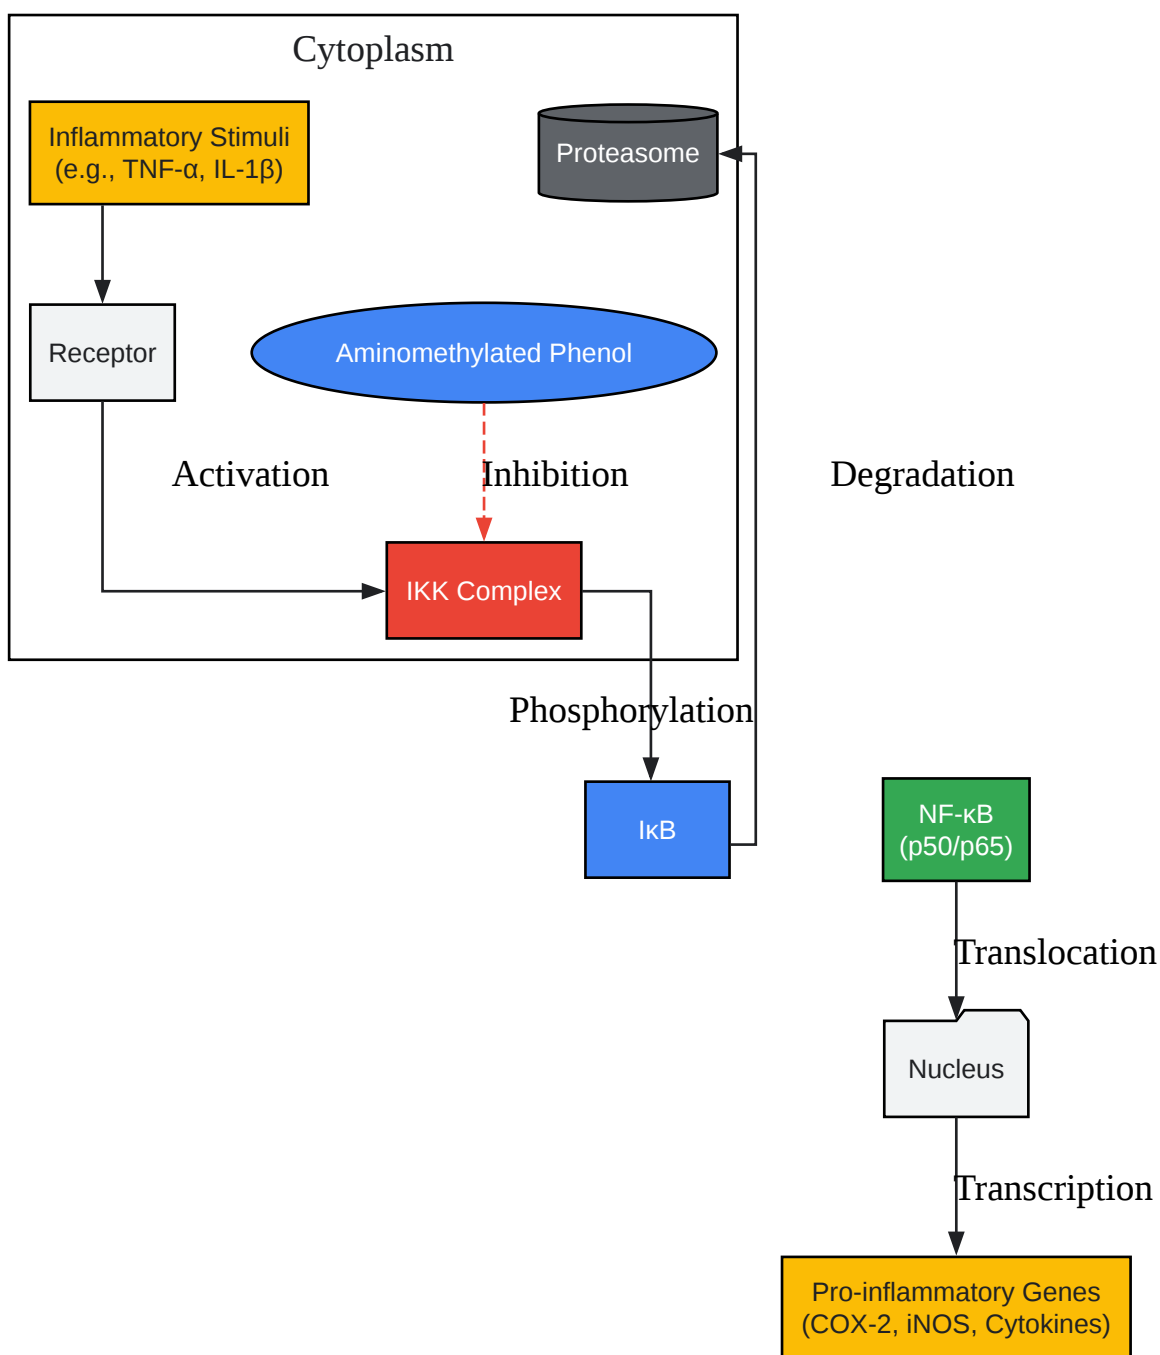 Cytoplasm
Inflammatory Stimuli
(e.g., TNF-α, IL-1β)
Proteasome
Receptor
Aminomethylated Phenol
Activation
Inhibition
Degradation
IKK Complex
Phosphorylation
IκB
NF-κB
(p50/p65)
Translocation
Nucleus
Transcription
Pro-inflammatory Genes
(COX-2, iNOS, Cytokines)